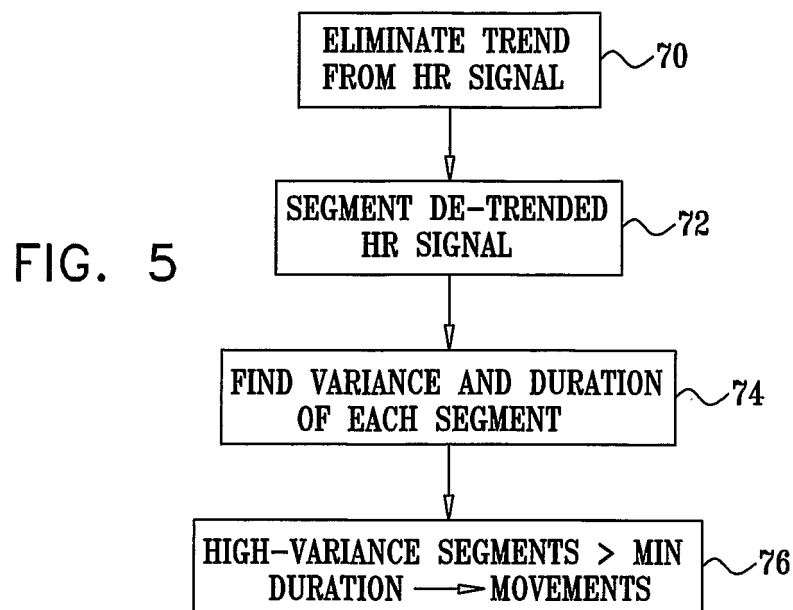 ELIMINATE TREND
FROM HR SIGNAL
70
SEGMENT DE-TRENDED
HR SIGNAL
72
FIG. 5
FIND VARIANCE AND DURATION
OF EACH SEGMENT
74
HIGH-VARIANCE SEGMENTS > MIN
DURATION → MOVEMENTS
76